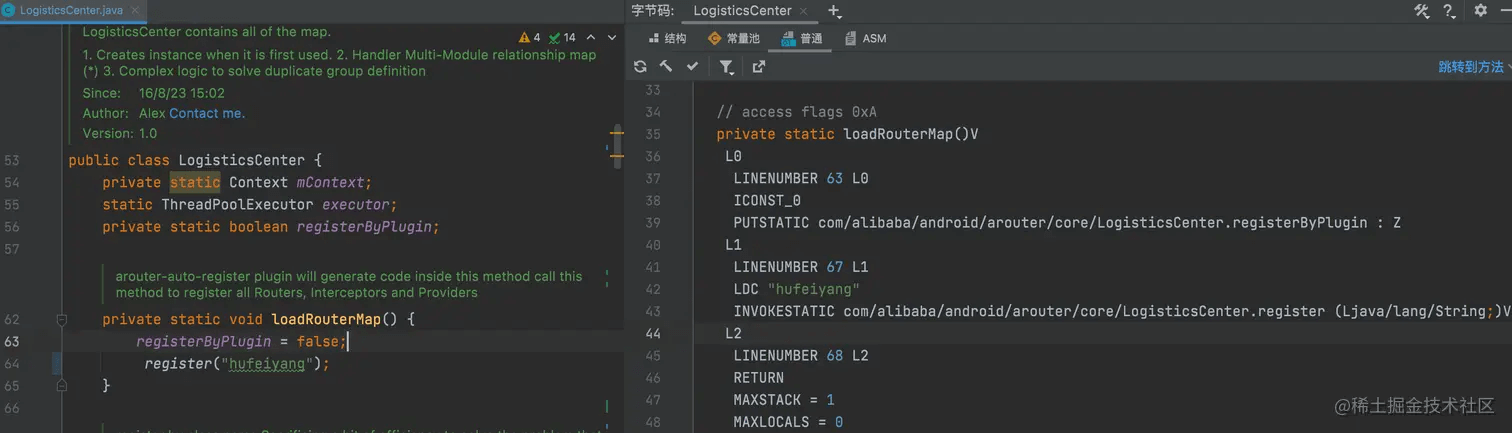 LogisticsCenter.java
LogisticsCenter contains all of the map.
4 14
1. Creates instance when it is first used. 2. Handler Multi-Module relationship map
(*) 3. Complex logic to solve duplicate group definition
Since: 16/8/23 15:02
Author: Alex Contact me.
Version: 1.0
53 public class LogisticsCenter {
54 private static Context mContext;
55 static ThreadPoolExecutor executor;
56 private static boolean registerByPlugin;
57
arouter-auto-register plugin will generate code inside this method call this
method to register all Routers, Interceptors and Providers
62 private static void loadRouterMap() {
63 registerByPlugin = false;
64 register("hufeiyang");
65 }
66
字节码: LogisticsCenter
结构 常量池 普通 ASM
跳转到方法
33
34 // access flags 0xA
35 private static loadRouterMap()V
36 L0
37 LINENUMBER 63 L0
38 ICONST_0
39 PUTSTATIC com/alibaba/android/arouter/core/LogisticsCenter.registerByPlugin : Z
40 L1
41 LINENUMBER 67 L1
42 LDC "hufeiyang"
43 INVOKESTATIC com/alibaba/android/arouter/core/LogisticsCenter.register (Ljava/lang/String;)V
44 L2
45 LINENUMBER 68 L2
46 RETURN
47 MAXSTACK = 1
48 MAXLOCALS = 0
@稀土掘金技术社区